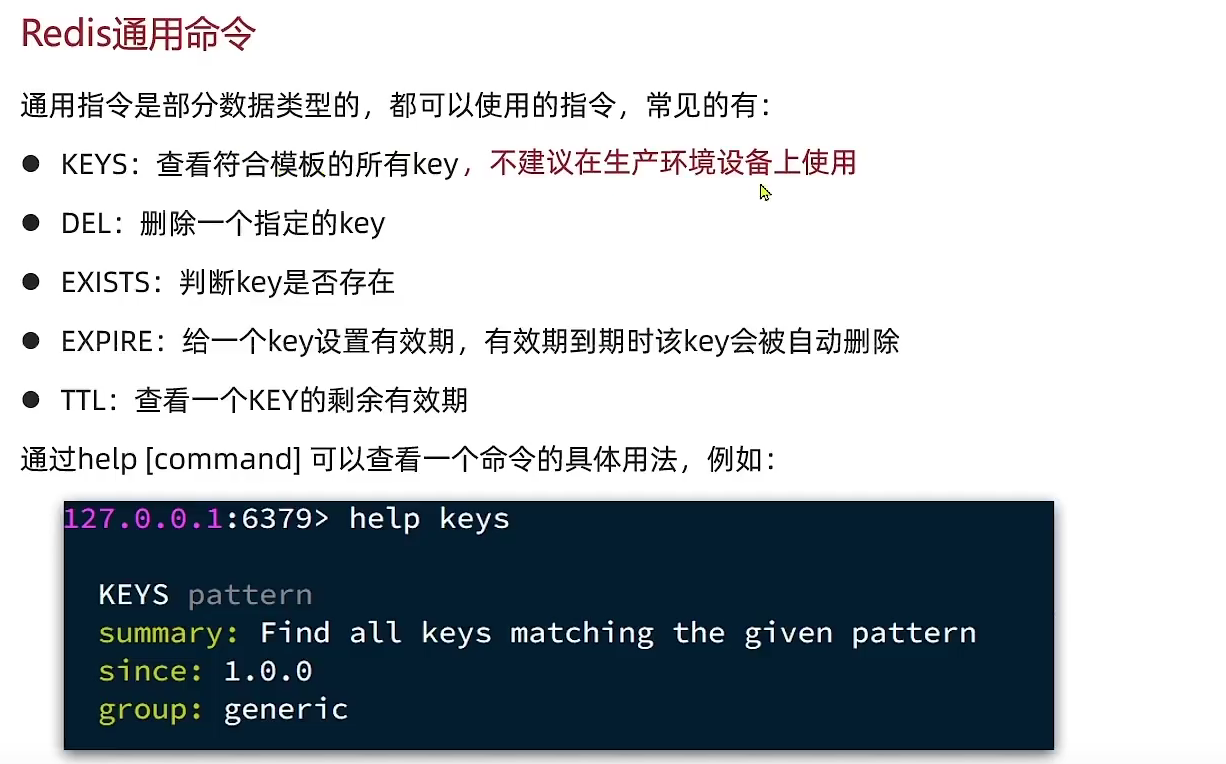 Redis通用命令
通用指令是部分数据类型的，都可以使用的指令，常见的有：
● KEYS：查看符合模板的所有key，不建议在生产环境设备上使用
● DEL：删除一个指定的key
● EXISTS：判断key是否存在
● EXPIRE：给一个key设置有效期，有效期到期时该key会被自动删除
● TTL：查看一个KEY的剩余有效期
通过help [command] 可以查看一个命令的具体用法，例如：
127.0.0.1:6379> help keys
KEYS pattern
summary: Find all keys matching the given pattern
since: 1.0.0
group: generic